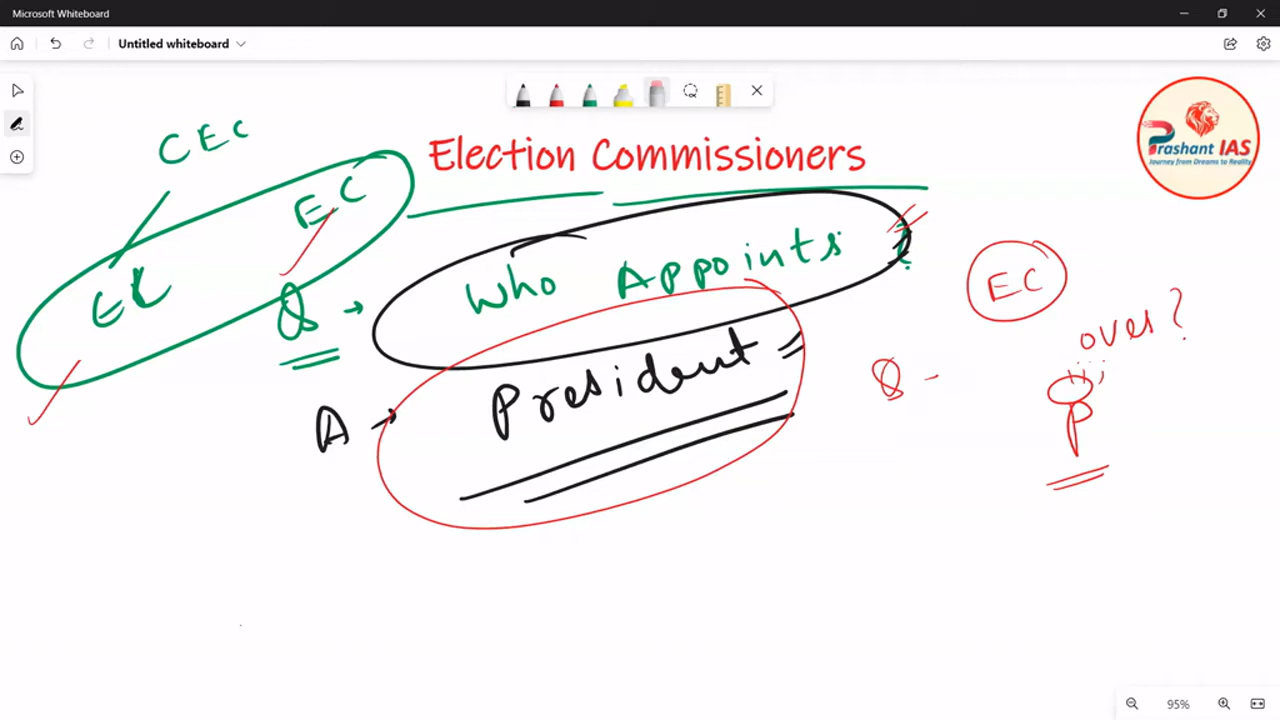 Microsoft Whiteboard
Untitled whiteboard
CEC
Election Commissioners
Prashant IAS
Journey from Dreams to Reality
EC
EC
Q → Who Appoints ?
EC
over?
President
Q -
A →
P
95%